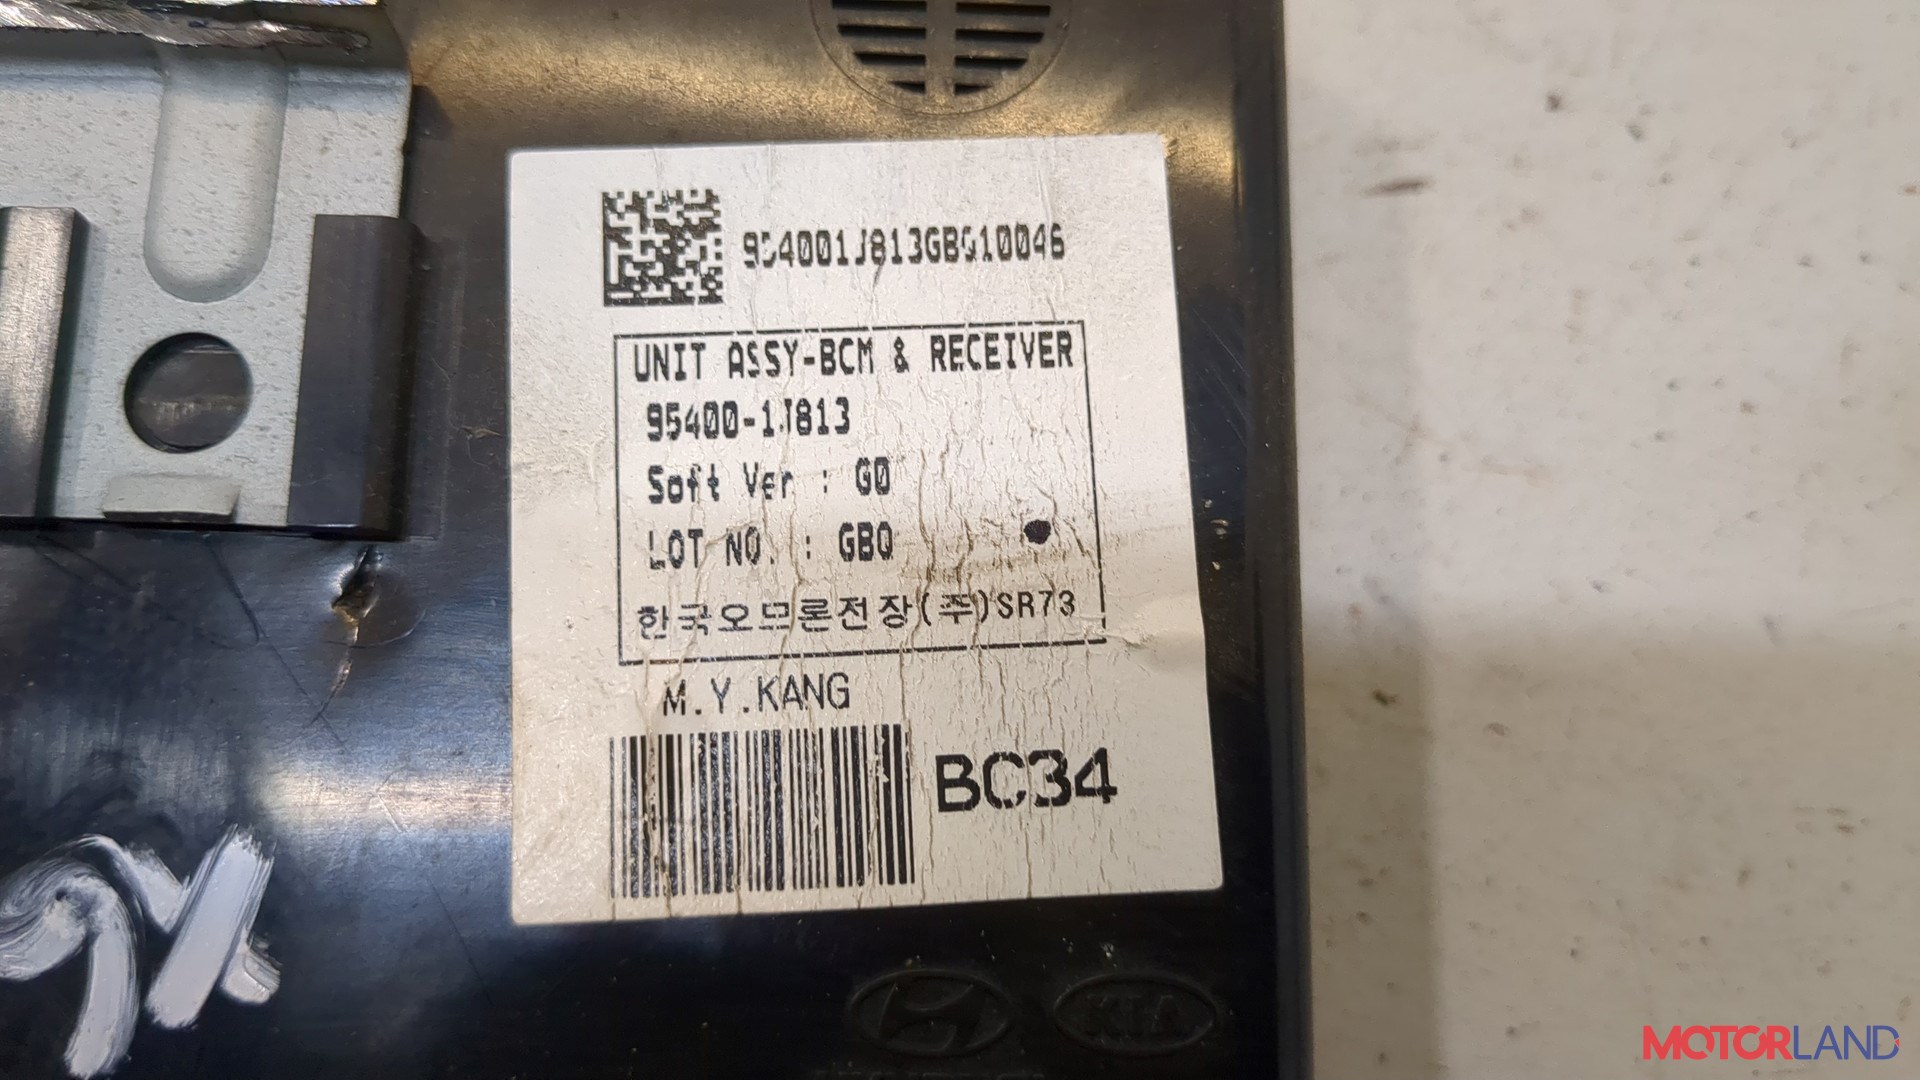 954001J813GBQ10046
UNIT ASSY-BCM & RECEIVER
95400-1J813
Soft Ver : G0
LOT NO. : GBQ
한국오므론전장(주)SR73
M.Y.KANG
BC34
KIA
MOTORLAND